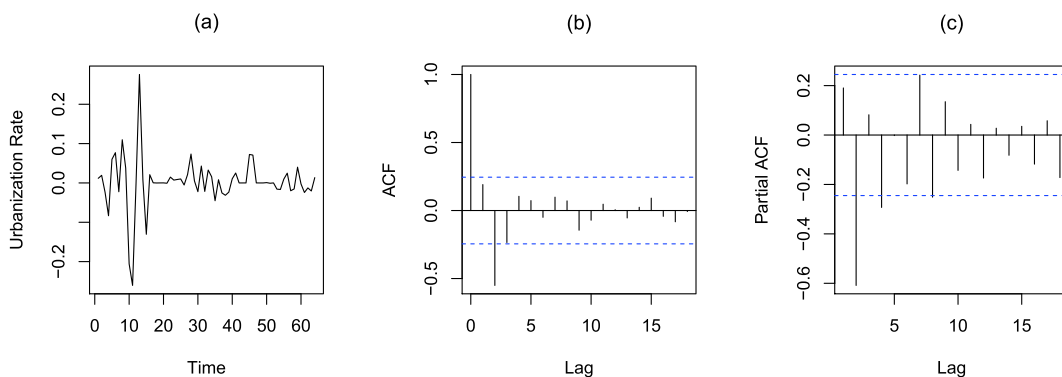 (a)
Urbanization Rate
0.2
0.1
0.0
−0.2
0 10 20 30 40 50 60
Time
(b)
ACF
1.0
0.5
0.0
−0.5
0 5 10 15
Lag
(c)
Partial ACF
0.2
0.0
−0.2
−0.4
−0.6
5 10 15
Lag